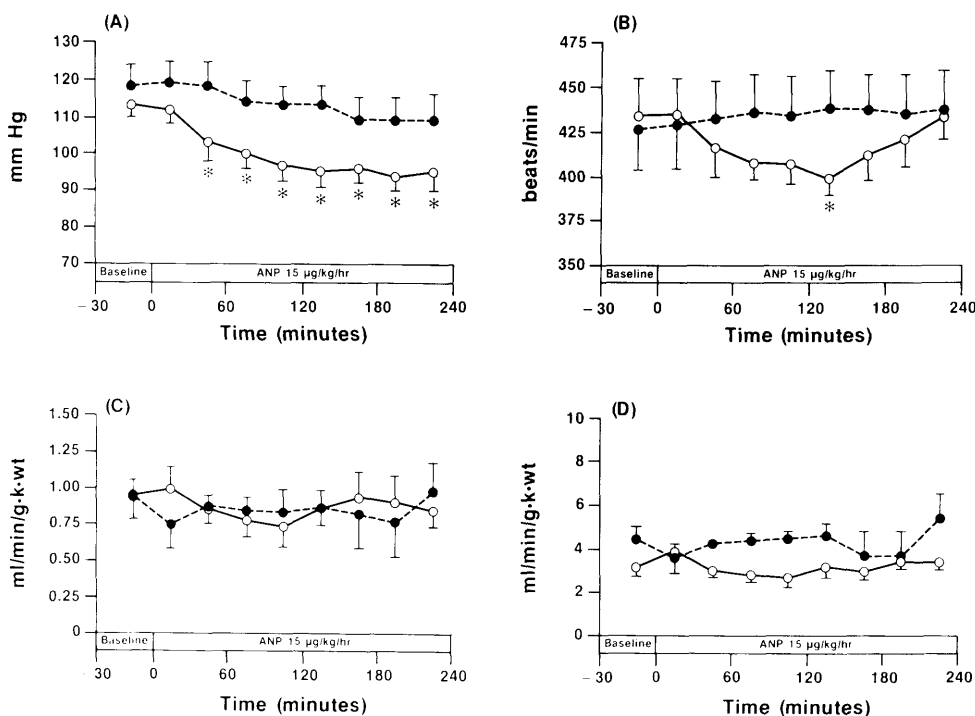 (A)
mm Hg
130
120
110
100
90
80
70
Baseline
ANP 15 µg/kg/hr
−30 0 60 120 180 240
Time (minutes)
*
*
*
*
*
*
*
(B)
beats/min
475
450
425
400
375
350
*
Baseline
ANP 15 µg/kg/hr
−30 0 60 120 180 240
Time (minutes)
(C)
ml/min/g·k·wt
1.50
1.25
1.00
0.75
0.50
0.25
0
Baseline
ANP 15 µg/kg/hr
−30 0 60 120 180 240
Time (minutes)
(D)
ml/min/g·k·wt
10
8
6
4
2
0
Baseline
ANP 15 µg/kg/hr
−30 0 60 120 180 240
Time (minutes)